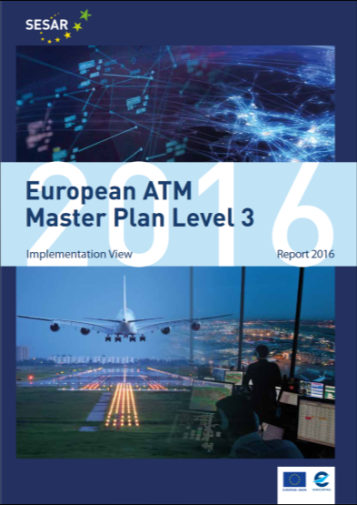 SESAR
2016
European ATM
Master Plan Level 3
Implementation View
Report 2016